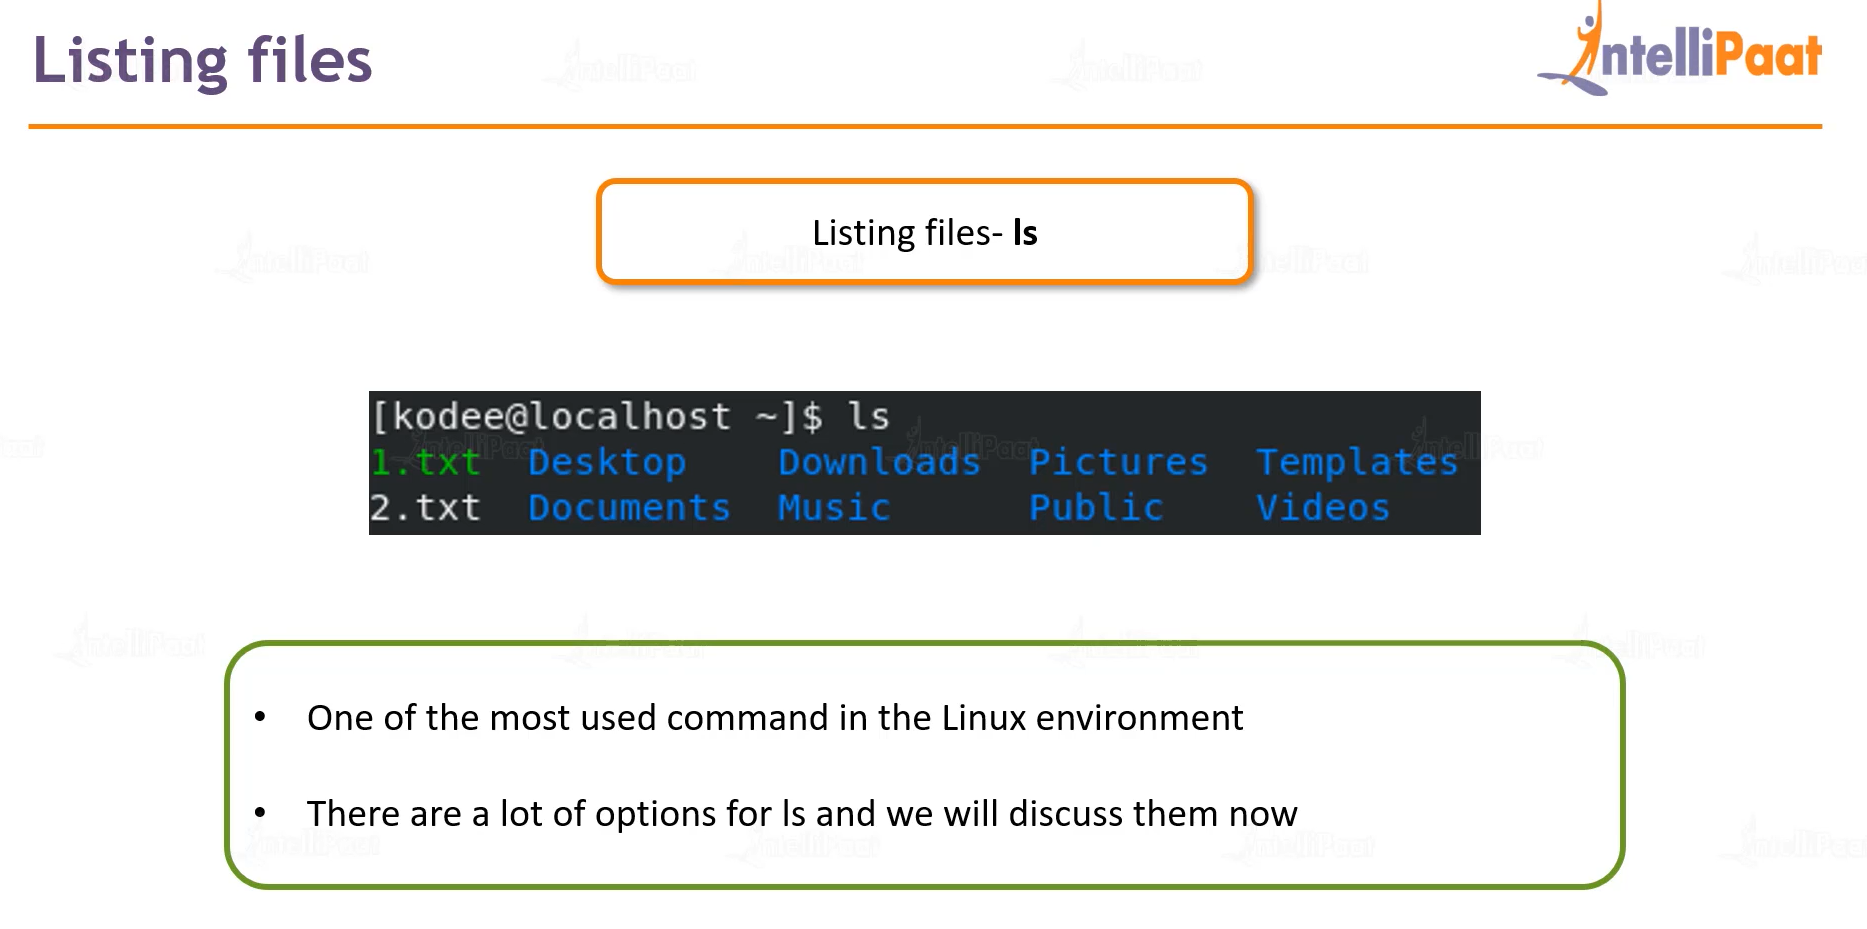 Listing files
IntelliPaat
Listing files- ls
[kodee@localhost ~]$ ls
1.txt Desktop Downloads Pictures Templates
2.txt Documents Music Public Videos
• One of the most used command in the Linux environment
• There are a lot of options for ls and we will discuss them now